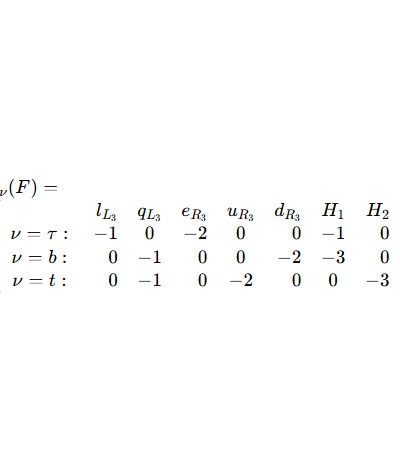 ν(F) =
l_{L_3} q_{L_3} e_{R_3} u_{R_3} d_{R_3} H_1 H_2
ν = τ : −1 0 −2 0 0 −1 0
ν = b : 0 −1 0 0 −2 −3 0
ν = t : 0 −1 0 −2 0 0 −3